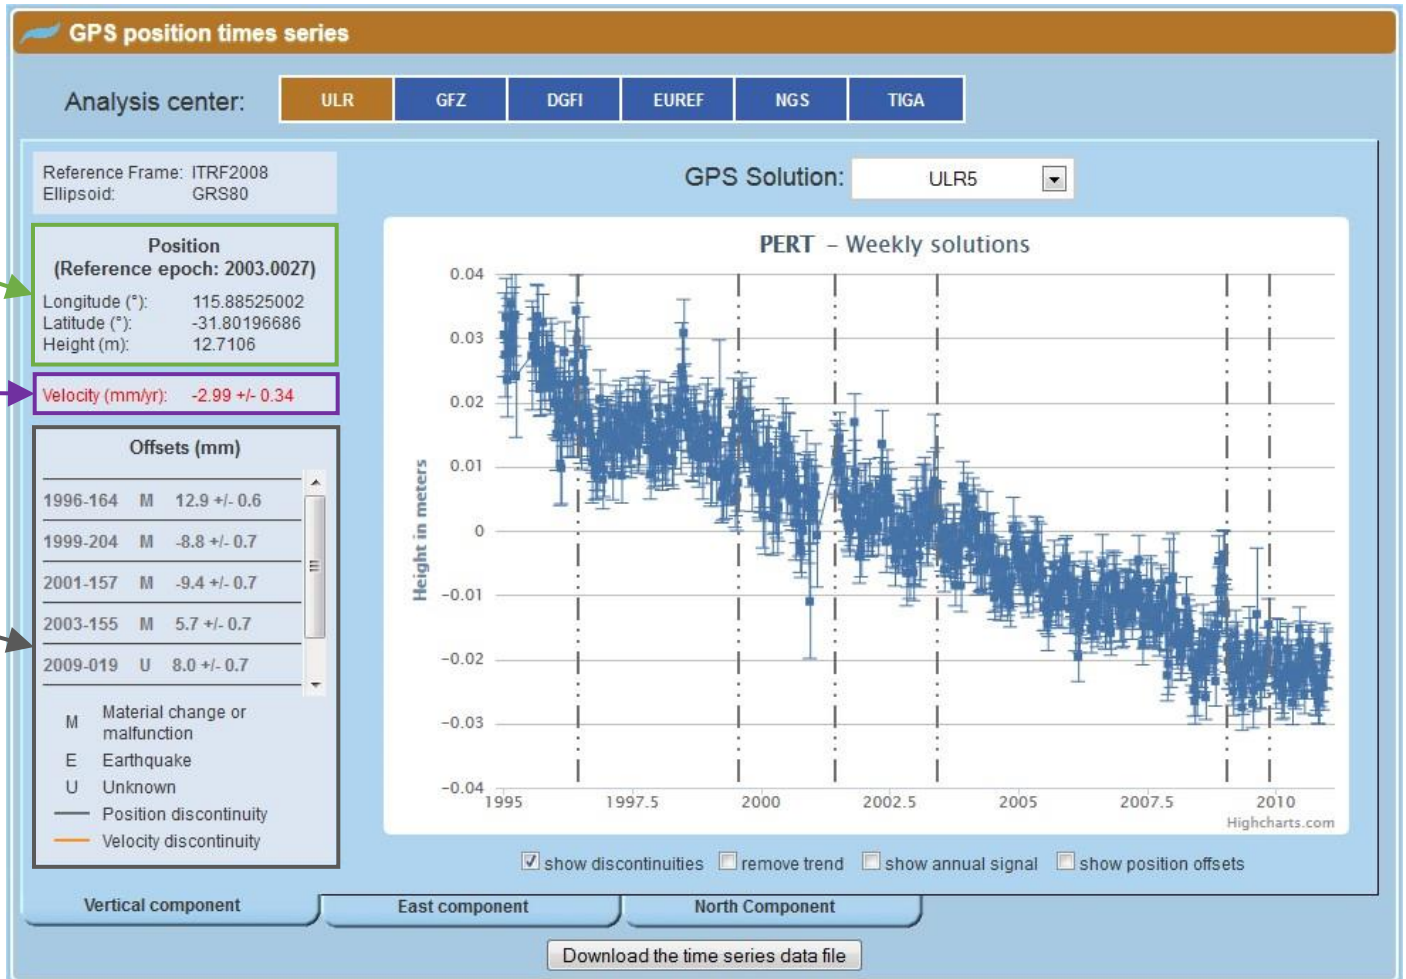 GPS position times series
Analysis center:
ULR GFZ DGFI EUREF NGS TIGA
Reference Frame: ITRF2008
Ellipsoid: GRS80
GPS Solution: ULR5
Position
(Reference epoch: 2003.0027)
Longitude (°): 115.88525002
Latitude (°): -31.80196686
Height (m): 12.7106
Velocity (mm/yr): -2.99 +/- 0.34
Offsets (mm)
1996-164 M 12.9 +/- 0.6
1999-204 M -8.8 +/- 0.7
2001-157 M -9.4 +/- 0.7
2003-155 M 5.7 +/- 0.7
2009-019 U 8.0 +/- 0.7
M Material change or
malfunction
E Earthquake
U Unknown
Position discontinuity
Velocity discontinuity
PERT – Weekly solutions
Height in meters
0.04
0.03
0.02
0.01
0
-0.01
-0.02
-0.03
-0.04
1995 1997.5 2000 2002.5 2005 2007.5 2010
Highcharts.com
show discontinuities remove trend show annual signal show position offsets
Vertical component East component North Component
Download the time series data file